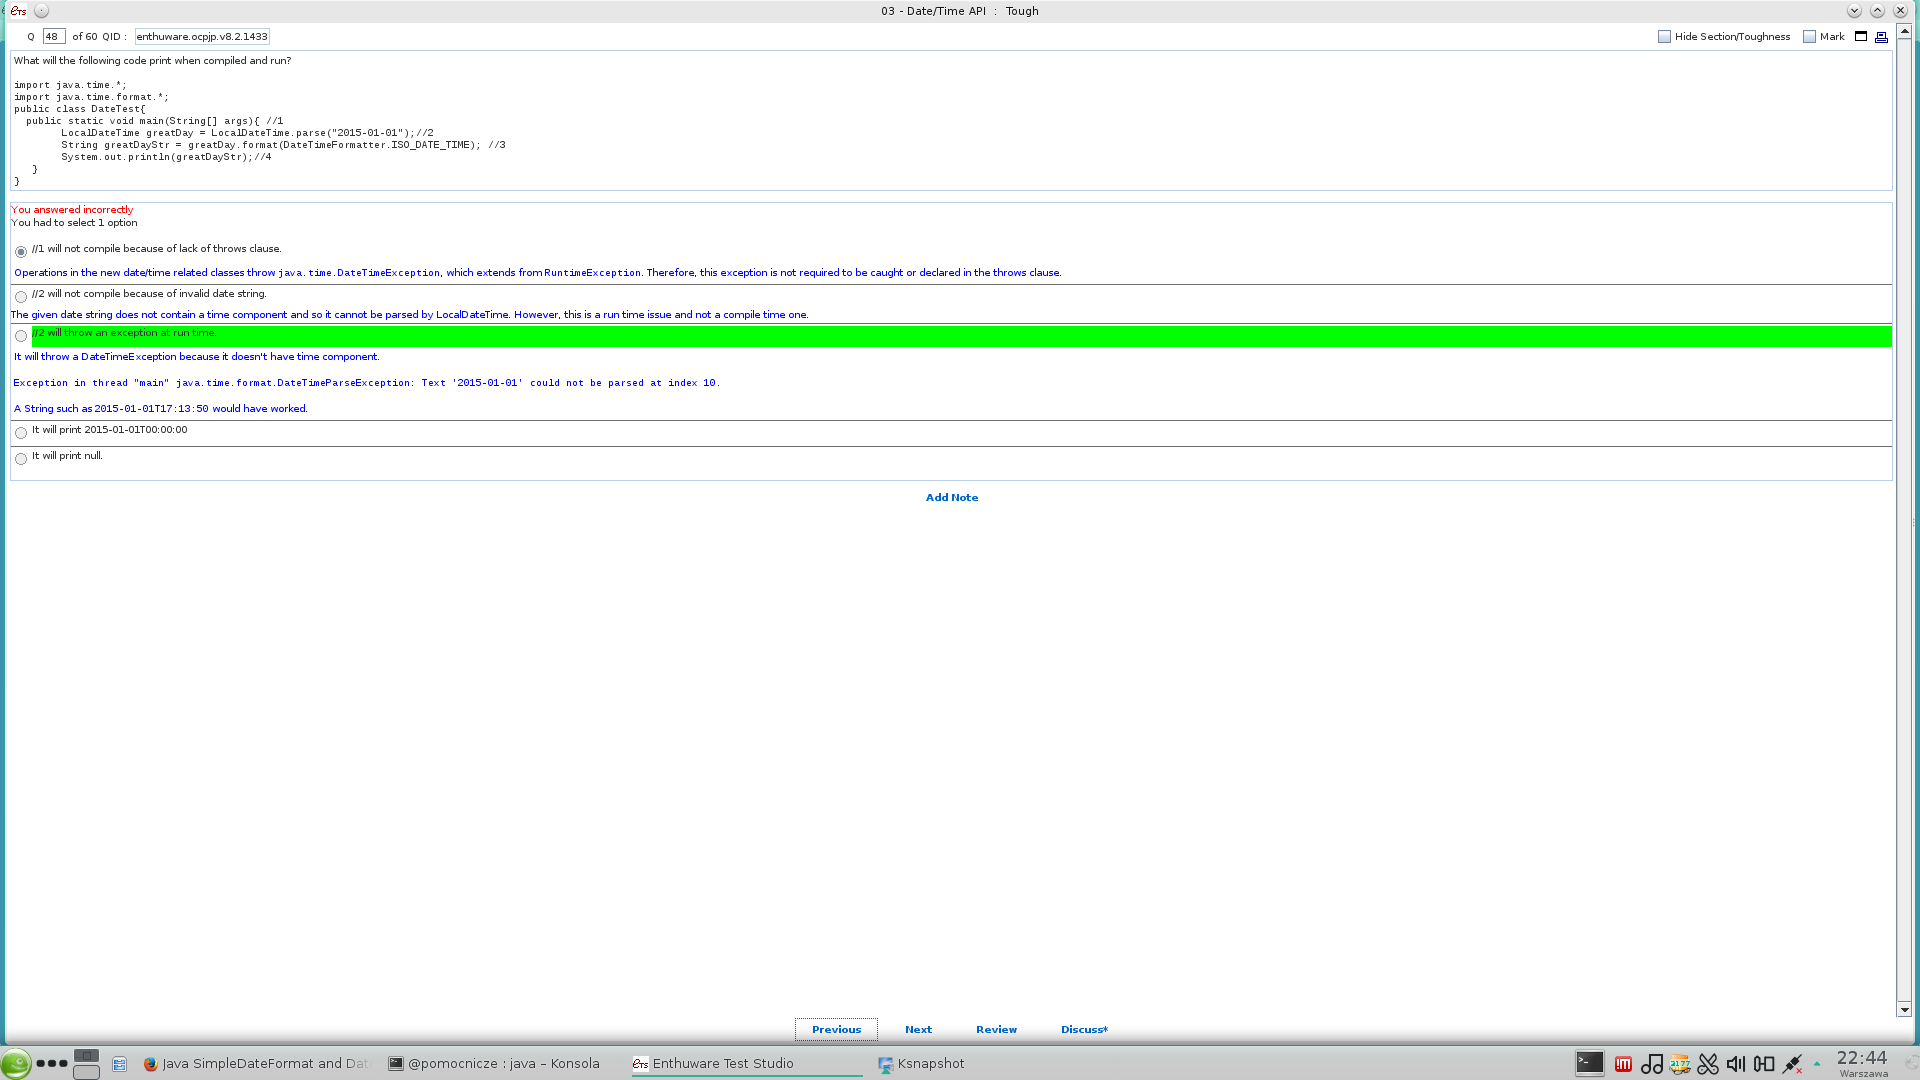 ETS
03 - Date/Time API : Tough
Q 48 of 60 QID : enthuware.ocpjp.v8.2.1433
Hide Section/Toughness Mark
What will the following code print when compiled and run?
import java.time.*;
import java.time.format.*;
public class DateTest{
public static void main(String[] args){ //1
LocalDateTime greatDay = LocalDateTime.parse("2015-01-01");//2
String greatDayStr = greatDay.format(DateTimeFormatter.ISO_DATE_TIME); //3
System.out.println(greatDayStr);//4
}
}
You answered incorrectly
You had to select 1 option
//1 will not compile because of lack of throws clause.
Operations in the new date/time related classes throw java.time.DateTimeException, which extends from RuntimeException. Therefore, this exception is not required to be caught or declared in the throws clause.
//2 will not compile because of invalid date string.
The given date string does not contain a time component and so it cannot be parsed by LocalDateTime. However, this is a run time issue and not a compile time one.
//2 will throw an exception at run time.
It will throw a DateTimeException because it doesn't have time component.
Exception in thread "main" java.time.format.DateTimeParseException: Text '2015-01-01' could not be parsed at index 10.
A String such as 2015-01-01T17:13:50 would have worked.
It will print 2015-01-01T00:00:00
It will print null.
Add Note
Previous Next Review Discuss*
Java SimpleDateFormat and Dat
@pomocnicze : java – Konsola
ETS Enthuware Test Studio
Ksnapshot
22:44
Warszawa